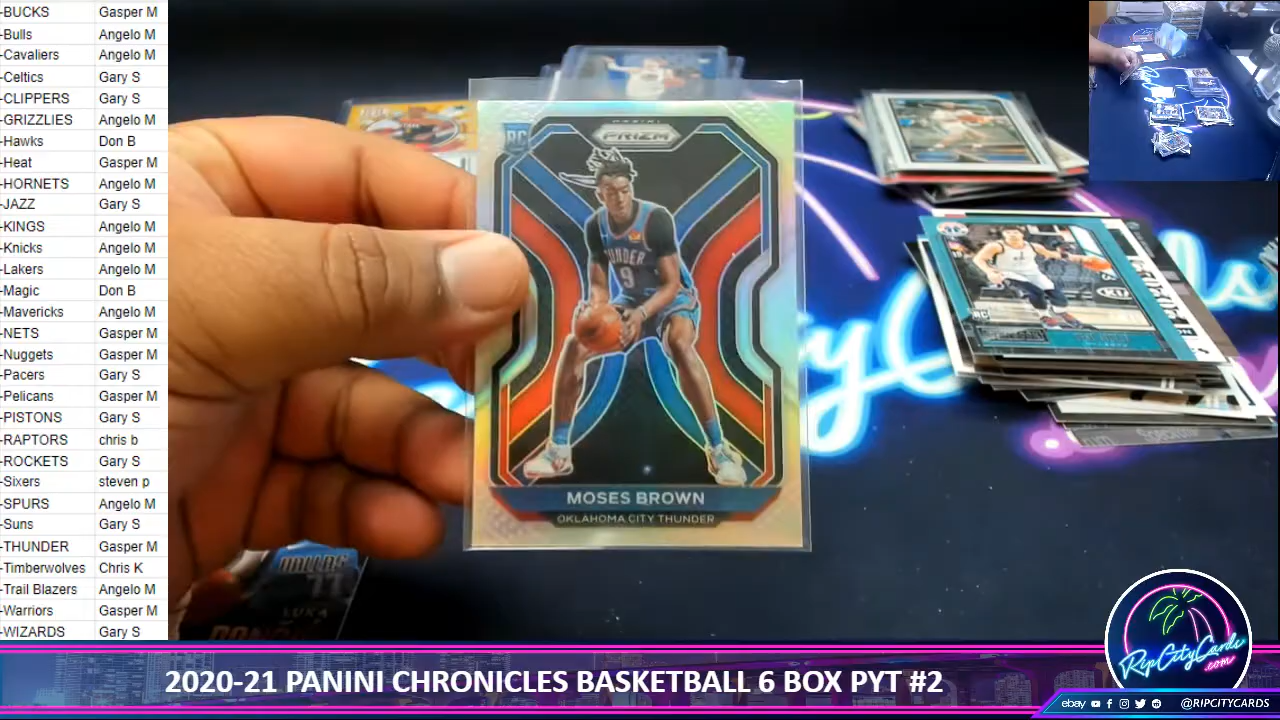 -BUCKS Gasper M
-Bulls Angelo M
-Cavaliers Angelo M
-Celtics Gary S
-CLIPPERS Gary S
-GRIZZLIES Angelo M
-Hawks Don B
-Heat Gasper M
-HORNETS Angelo M
-JAZZ Gary S
-KINGS Angelo M
-Knicks Angelo M
-Lakers Angelo M
-Magic Don B
-Mavericks Angelo M
-NETS Gasper M
-Nuggets Gasper M
-Pacers Gary S
-Pelicans Gasper M
-PISTONS Gary S
-RAPTORS chris b
-ROCKETS Gary S
-Sixers steven p
-SPURS Angelo M
-Suns Gary S
-THUNDER Gasper M
-Timberwolves Chris K
-Trail Blazers Angelo M
-Warriors Gasper M
-WIZARDS Gary S
RC
PANINI
PRIZM
THUNDER
9
MOSES BROWN
OKLAHOMA CITY THUNDER
DALLAS
77
LUKA
RC
RipCityCards
.com
2020-21 PANINI CHRONICLES BASKETBALL 6 BOX PYT #2
ebay
@RIPCITYCARDS